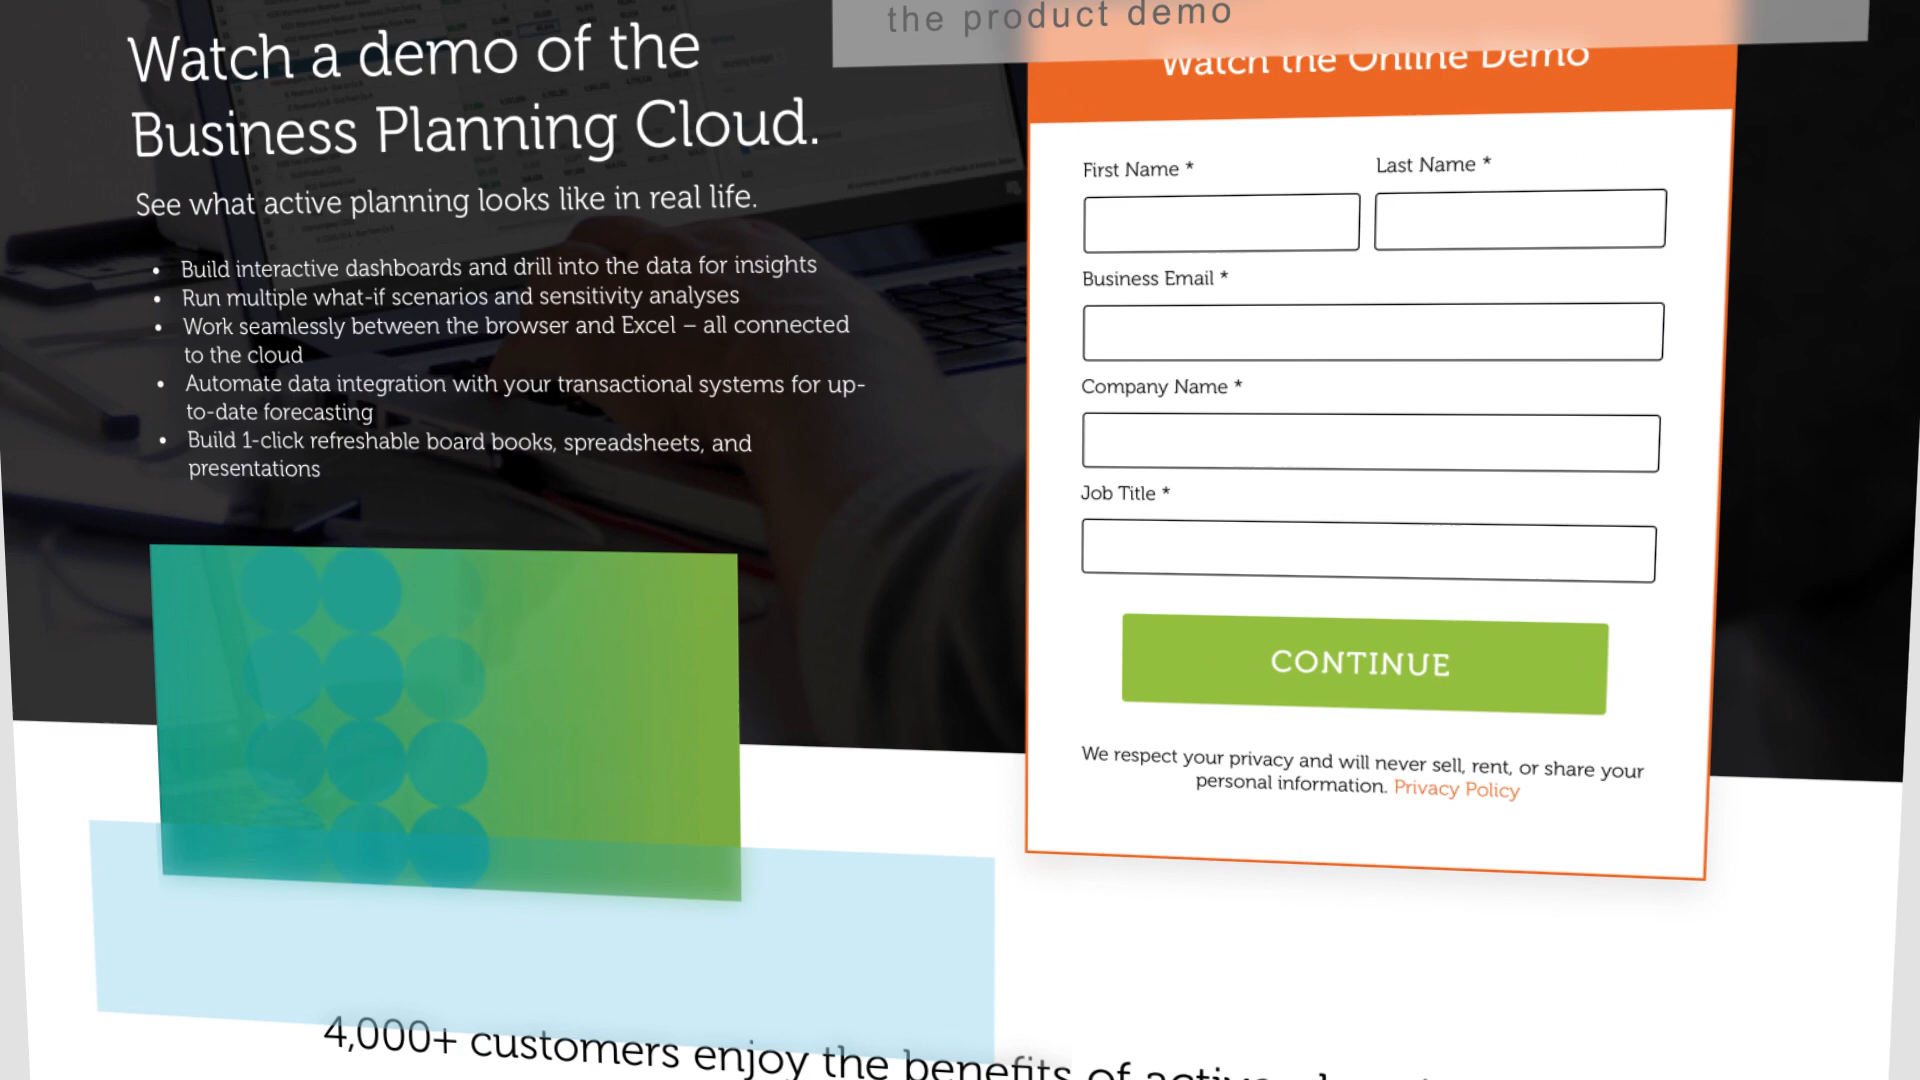 the product demo
Watch a demo of the
Business Planning Cloud.
See what active planning looks like in real life.
• Build interactive dashboards and drill into the data for insights
• Run multiple what-if scenarios and sensitivity analyses
• Work seamlessly between the browser and Excel – all connected
to the cloud
• Automate data integration with your transactional systems for up-
to-date forecasting
• Build 1-click refreshable board books, spreadsheets, and
presentations
Watch the Online Demo
First Name *
Last Name *
Business Email *
Company Name *
Job Title *
CONTINUE
We respect your privacy and will never sell, rent, or share your
personal information. Privacy Policy
4,000+ customers enjoy the benefits of